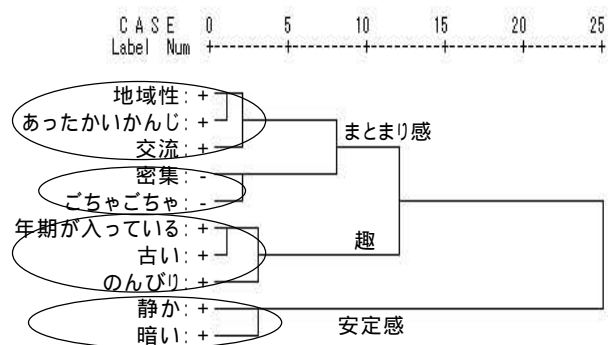 C A S E 0 5 10 15 20 25
Label Num +---------+---------+---------+---------+---------+
地域性: +
あったかいかんじ: +
交流: +
まとまり感
密集: -
ごちゃごちゃ: -
年期が入っている: +
古い: +
趣
のんびり: +
静か: +
安定感
暗い: +